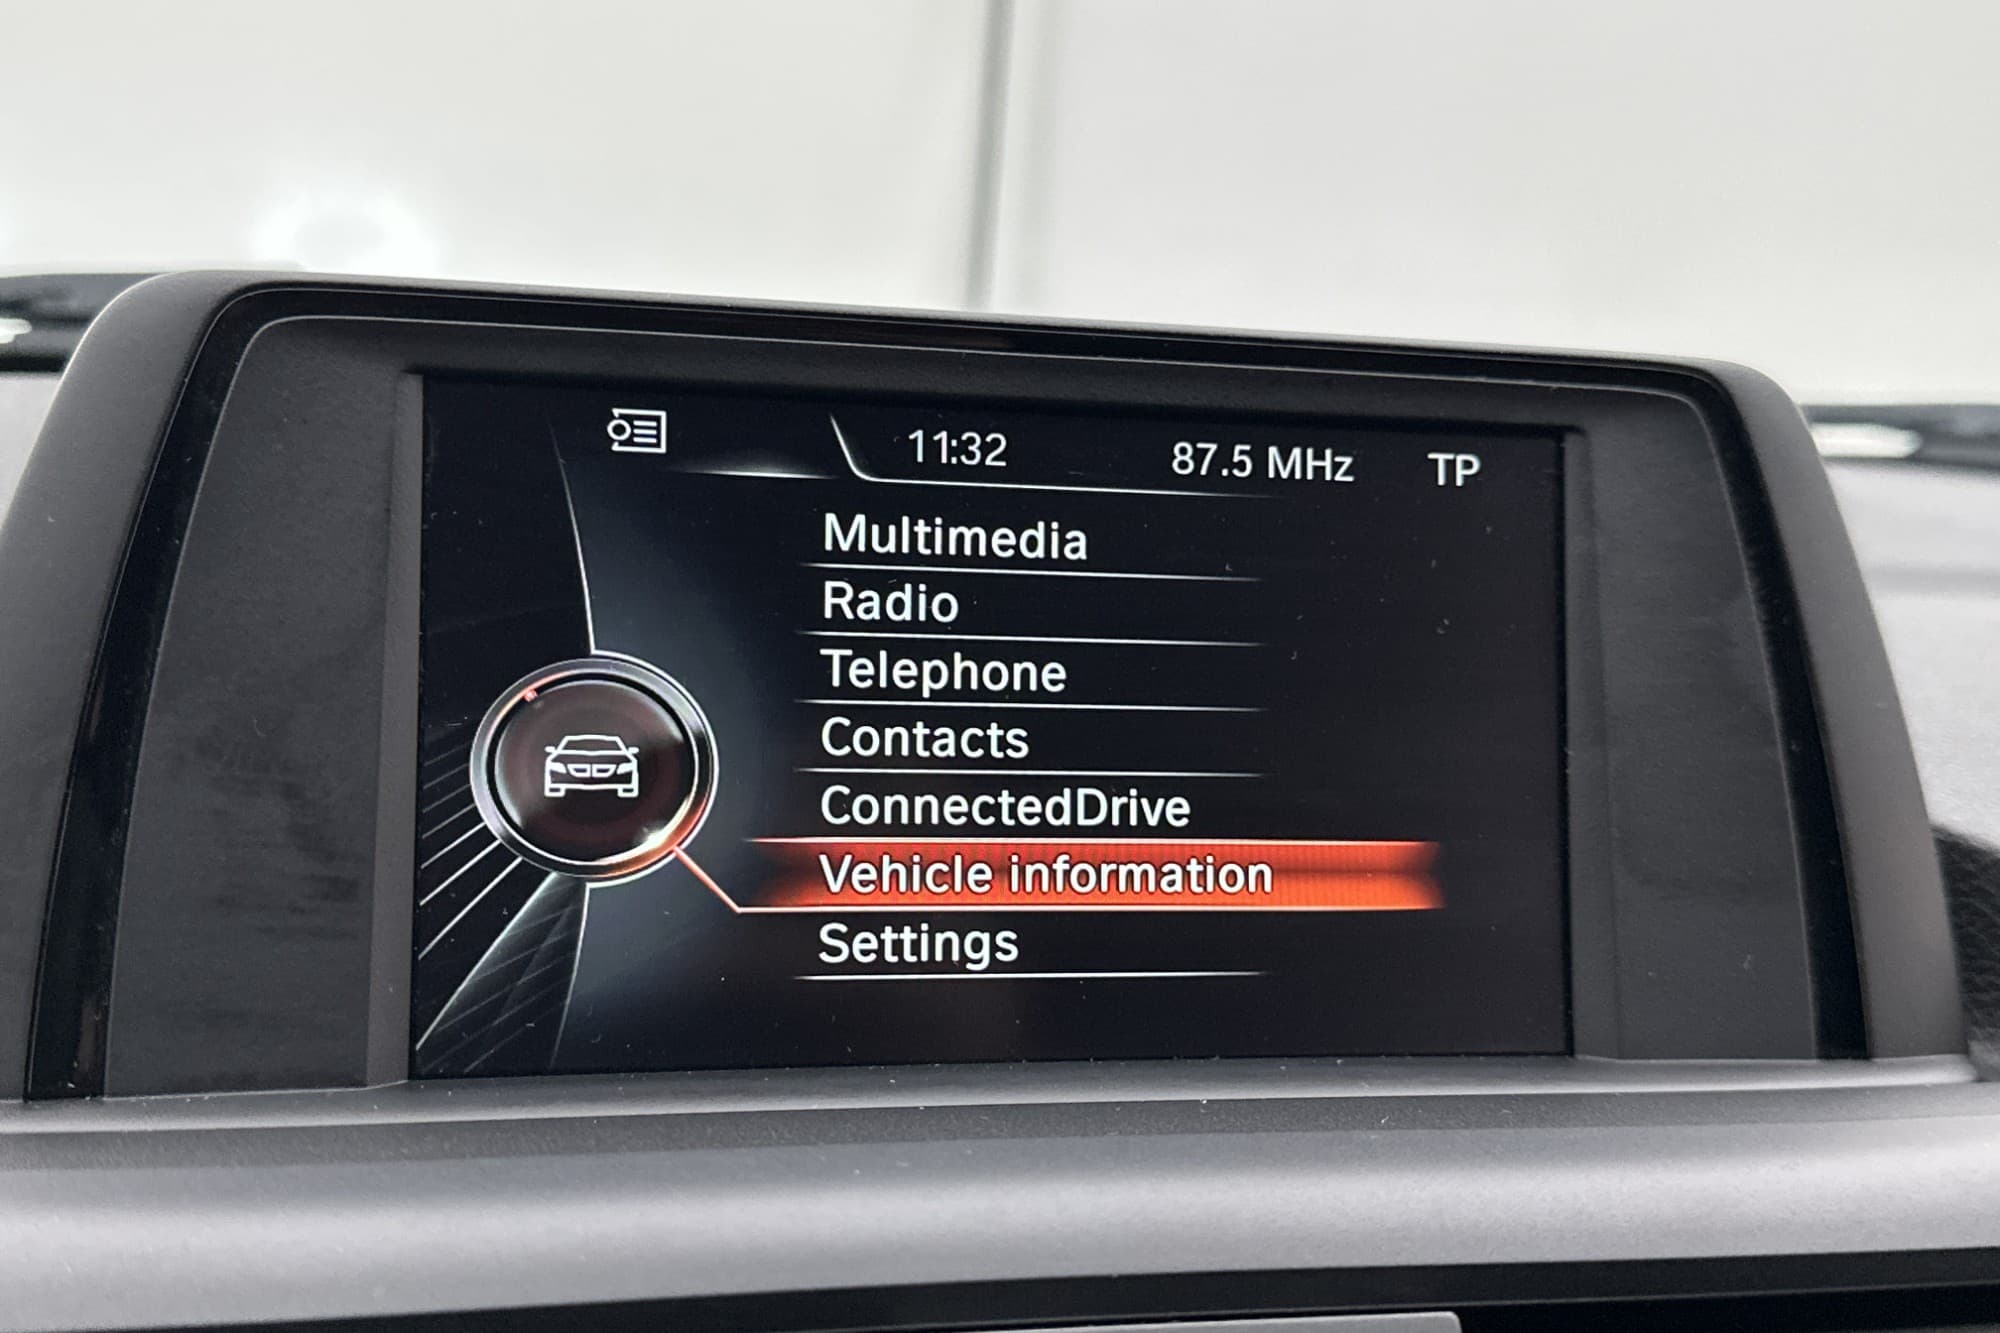 11:32 87.5 MHz TP
Multimedia
Radio
Telephone
Contacts
ConnectedDrive
Vehicle information
Settings